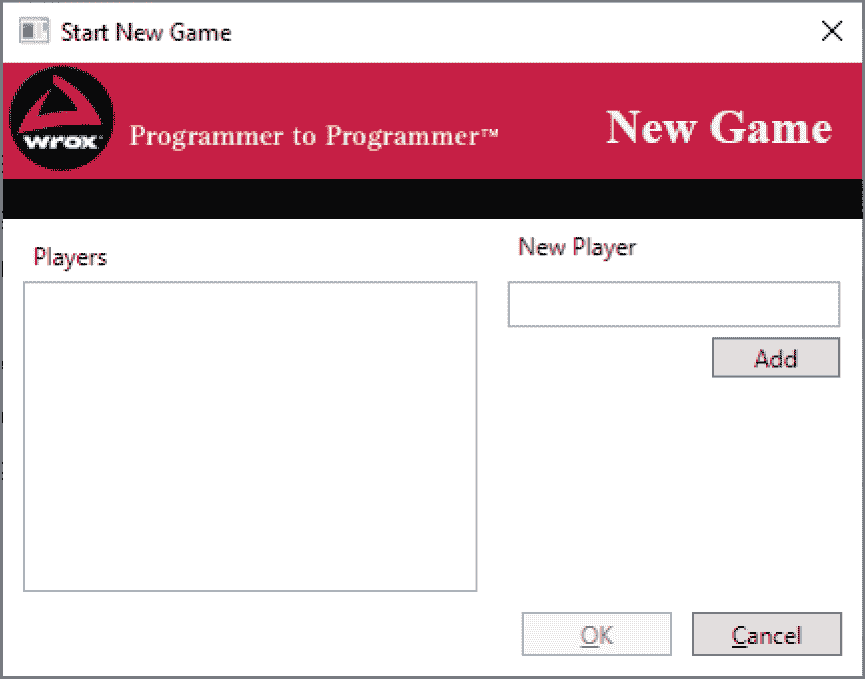 Start New Game
wrox
Programmer to Programmer™
New Game
Players
New Player
Add
OK
Cancel